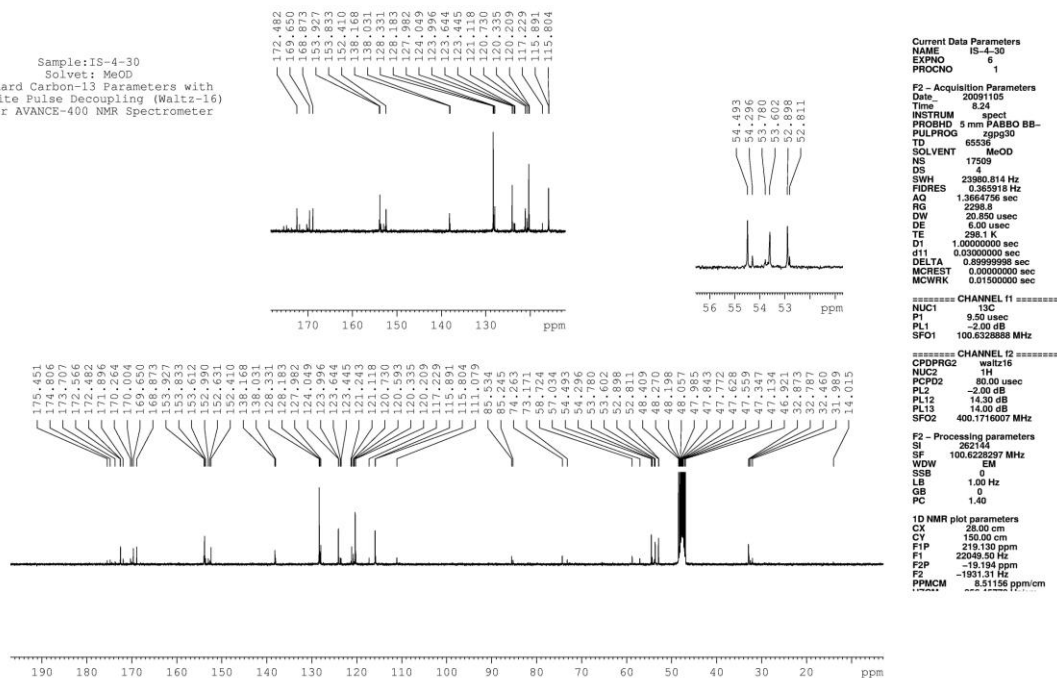 Sample:IS-4-30
Solvet: MeOD
ard Carbon-13 Parameters with
ite Pulse Decoupling (Waltz-16)
r AVANCE-400 NMR Spectrometer
172.482
169.650
168.873
153.927
153.833
152.410
138.168
138.031
128.331
128.183
127.982
124.049
123.996
123.644
123.445
121.118
120.730
120.335
120.209
117.229
115.891
115.804
170 160 150 140 130 ppm
54.493
54.296
53.780
53.602
52.898
52.811
56 55 54 53 ppm
175.451
174.806
173.707
172.566
172.482
171.896
170.264
170.004
169.650
168.873
153.927
153.833
153.612
152.990
152.631
152.410
138.168
138.031
128.331
128.183
127.982
124.049
123.996
123.644
123.445
121.243
121.118
120.730
120.593
120.335
120.209
117.229
115.891
115.804
111.079
85.534
85.245
74.263
73.171
58.724
57.034
54.493
54.296
53.780
53.602
52.898
52.811
48.409
48.270
48.198
48.057
47.985
47.843
47.772
47.628
47.559
47.347
47.134
46.921
32.873
32.787
32.460
31.989
14.015
190 180 170 160 150 140 130 120 110 100 90 80 70 60 50 40 30 20 ppm
Current Data Parameters
NAME IS-4-30
EXPNO 6
PROCNO 1
F2 - Acquisition Parameters
Date_ 20091105
Time 8.24
INSTRUM spect
PROBHD 5 mm PABBO BB-
PULPROG zgpg30
TD 65536
SOLVENT MeOD
NS 17509
DS 4
SWH 23980.814 Hz
FIDRES 0.365918 Hz
AQ 1.3664756 sec
RG 2298.8
DW 20.850 usec
DE 6.00 usec
TE 298.1 K
D1 1.00000000 sec
d11 0.03000000 sec
DELTA 0.89999998 sec
MCREST 0.00000000 sec
MCWRK 0.01500000 sec
======== CHANNEL f1 ========
NUC1 13C
P1 9.50 usec
PL1 -2.00 dB
SFO1 100.6328888 MHz
======== CHANNEL f2 ========
CPDPRG2 waltz16
NUC2 1H
PCPD2 80.00 usec
PL2 -2.00 dB
PL12 14.30 dB
PL13 14.00 dB
SFO2 400.1716007 MHz
F2 - Processing parameters
SI 262144
SF 100.6228297 MHz
WDW EM
SSB 0
LB 1.00 Hz
GB 0
PC 1.40
1D NMR plot parameters
CX 28.00 cm
CY 150.00 cm
F1P 219.130 ppm
F1 22049.50 Hz
F2P -19.194 ppm
F2 -1931.31 Hz
PPMCM 8.51156 ppm/cm